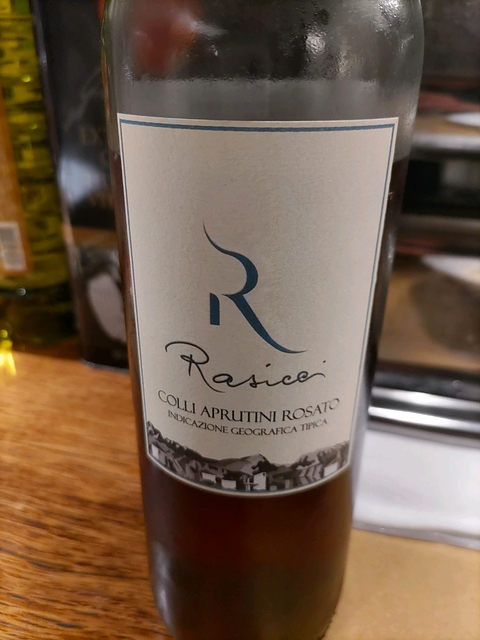 R
Rasicci
COLLI APRUTINI ROSATO
INDICAZIONE GEOGRAFICA TIPICA